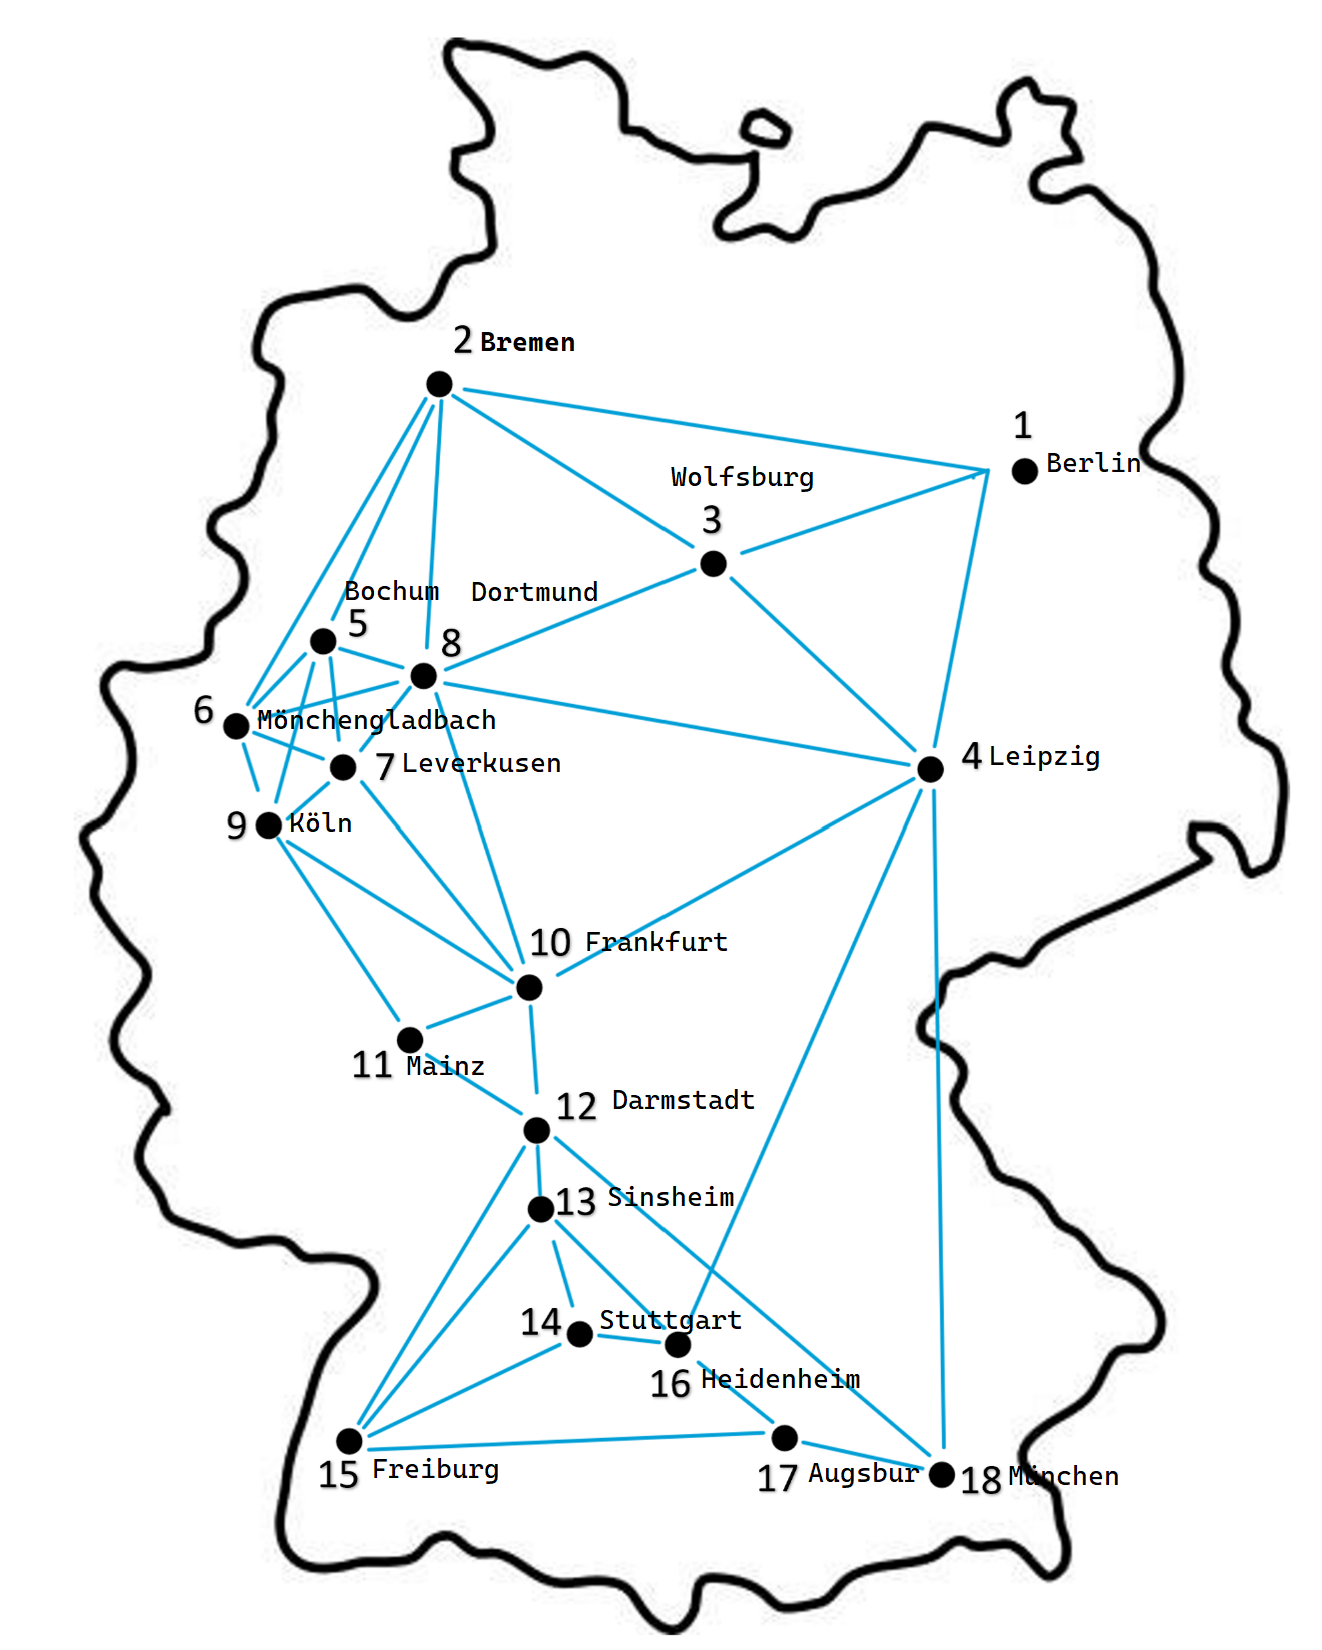 2 Bremen
1
Berlin
Wolfsburg
3
Bochum
Dortmund
5
8
6
Mönchengladbach
4 Leipzig
7 Leverkusen
9 Köln
10 Frankfurt
11 Mainz
12 Darmstadt
13 Sinsheim
14 Stuttgart
16 Heidenheim
15 Freiburg
17 Augsbur
18 München